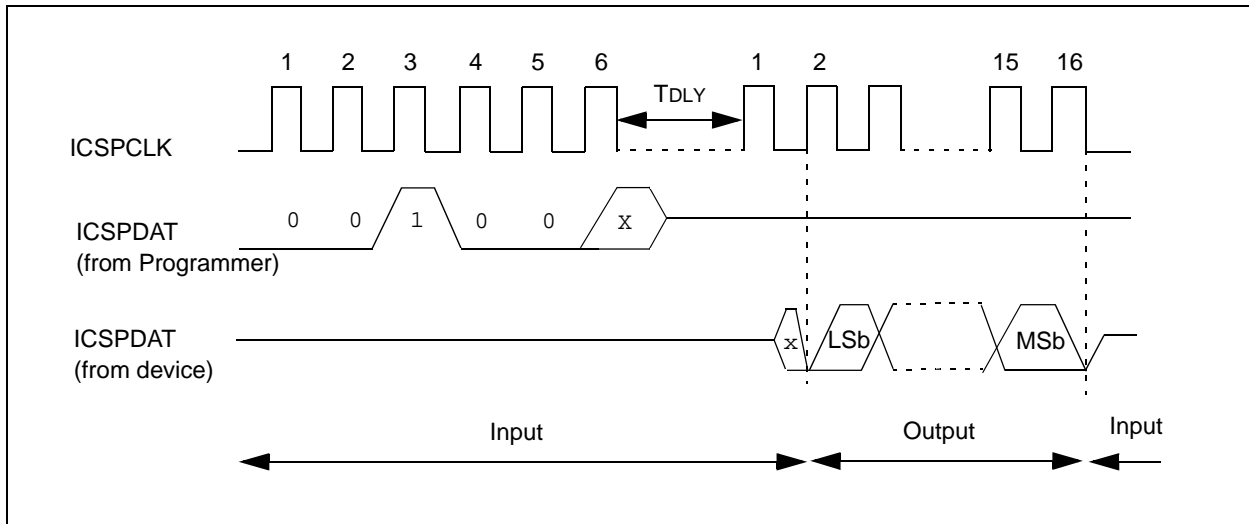 1 2 3 4 5 6 1 2 15 16
TDLY
ICSPCLK
ICSPDAT
(from Programmer)
0 0 1 0 0 x
ICSPDAT
(from device)
x LSb MSb
Input Output Input